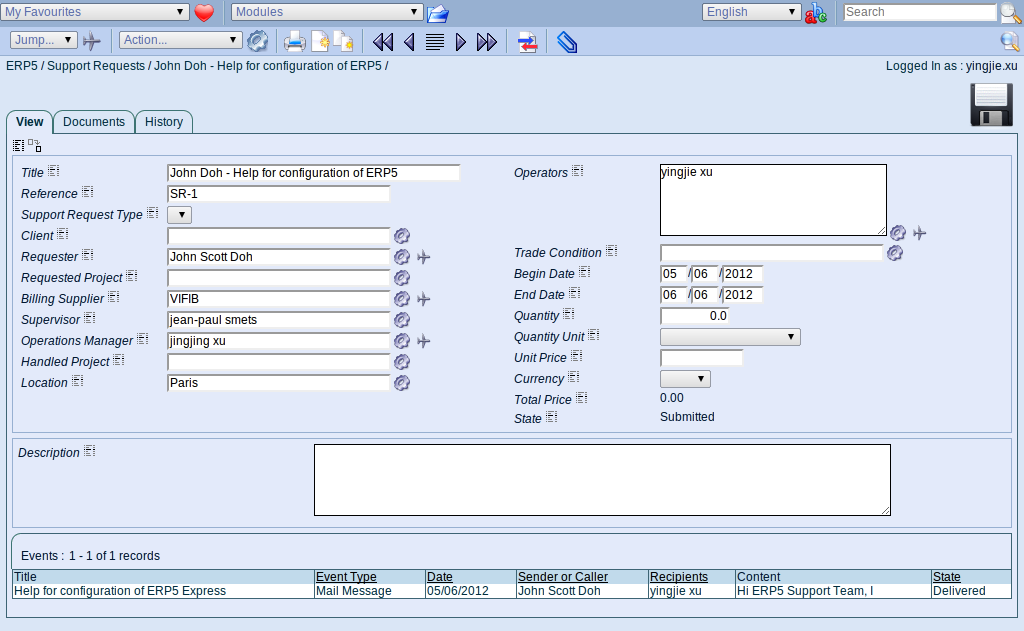 My Favourites Modules English Search
Jump... Action...
ERP5 / Support Requests / John Doh - Help for configuration of ERP5 / Logged In as : yingjie.xu
View Documents History
Title John Doh - Help for configuration of ERP5
Reference SR-1
Support Request Type
Client
Requester John Scott Doh
Requested Project
Billing Supplier VIFIB
Supervisor jean-paul smets
Operations Manager jingjing xu
Handled Project
Location Paris
Operators yingjie xu
Trade Condition
Begin Date 05 / 06 / 2012
End Date 06 / 06 / 2012
Quantity 0.0
Quantity Unit
Unit Price
Currency
Total Price 0.00
State Submitted
Description
Events : 1 - 1 of 1 records
Title Event Type Date Sender or Caller Recipients Content State
Help for configuration of ERP5 Express Mail Message 05/06/2012 John Scott Doh yingjie xu Hi ERP5 Support Team, I Delivered